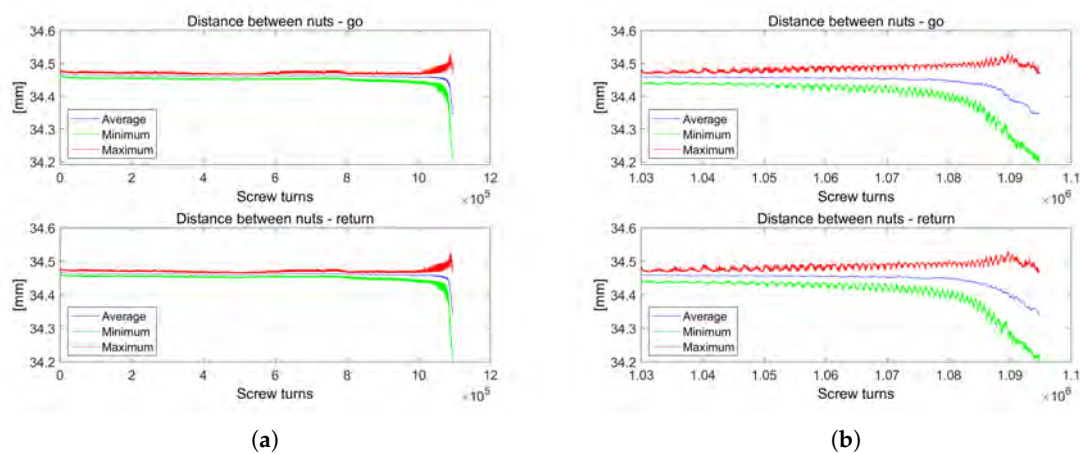 Distance between nuts - go
34.6
34.5
34.4
34.3
34.2
[mm]
Average
Minimum
Maximum
0 2 4 6 8 10 12
Screw turns ×10^5
Distance between nuts - return
34.6
34.5
34.4
34.3
34.2
[mm]
Average
Minimum
Maximum
0 2 4 6 8 10 12
Screw turns ×10^5
(a)
Distance between nuts - go
34.6
34.5
34.4
34.3
34.2
[mm]
Average
Minimum
Maximum
1.03 1.04 1.05 1.06 1.07 1.08 1.09 1.1
Screw turns ×10^6
Distance between nuts - return
34.6
34.5
34.4
34.3
34.2
[mm]
Average
Minimum
Maximum
1.03 1.04 1.05 1.06 1.07 1.08 1.09 1.1
Screw turns ×10^6
(b)